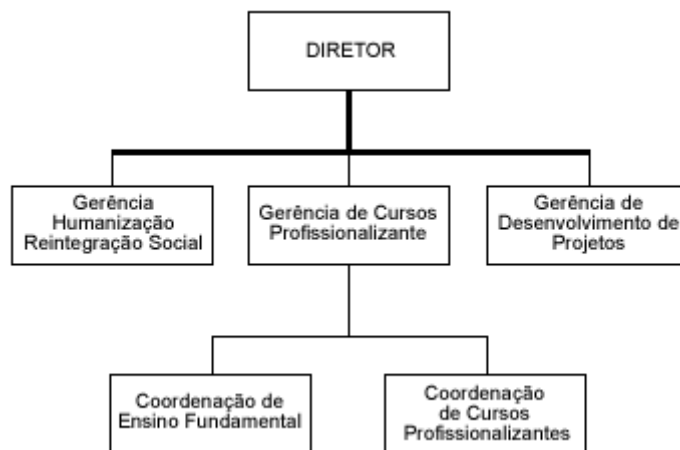 DIRETOR
Gerência
Humanização
Reintegração Social
Gerência de Cursos
Profissionalizante
Gerência de
Desenvolvimento de
Projetos
Coordenação de
Ensino Fundamental
Coordenação
de Cursos
Profissionalizantes